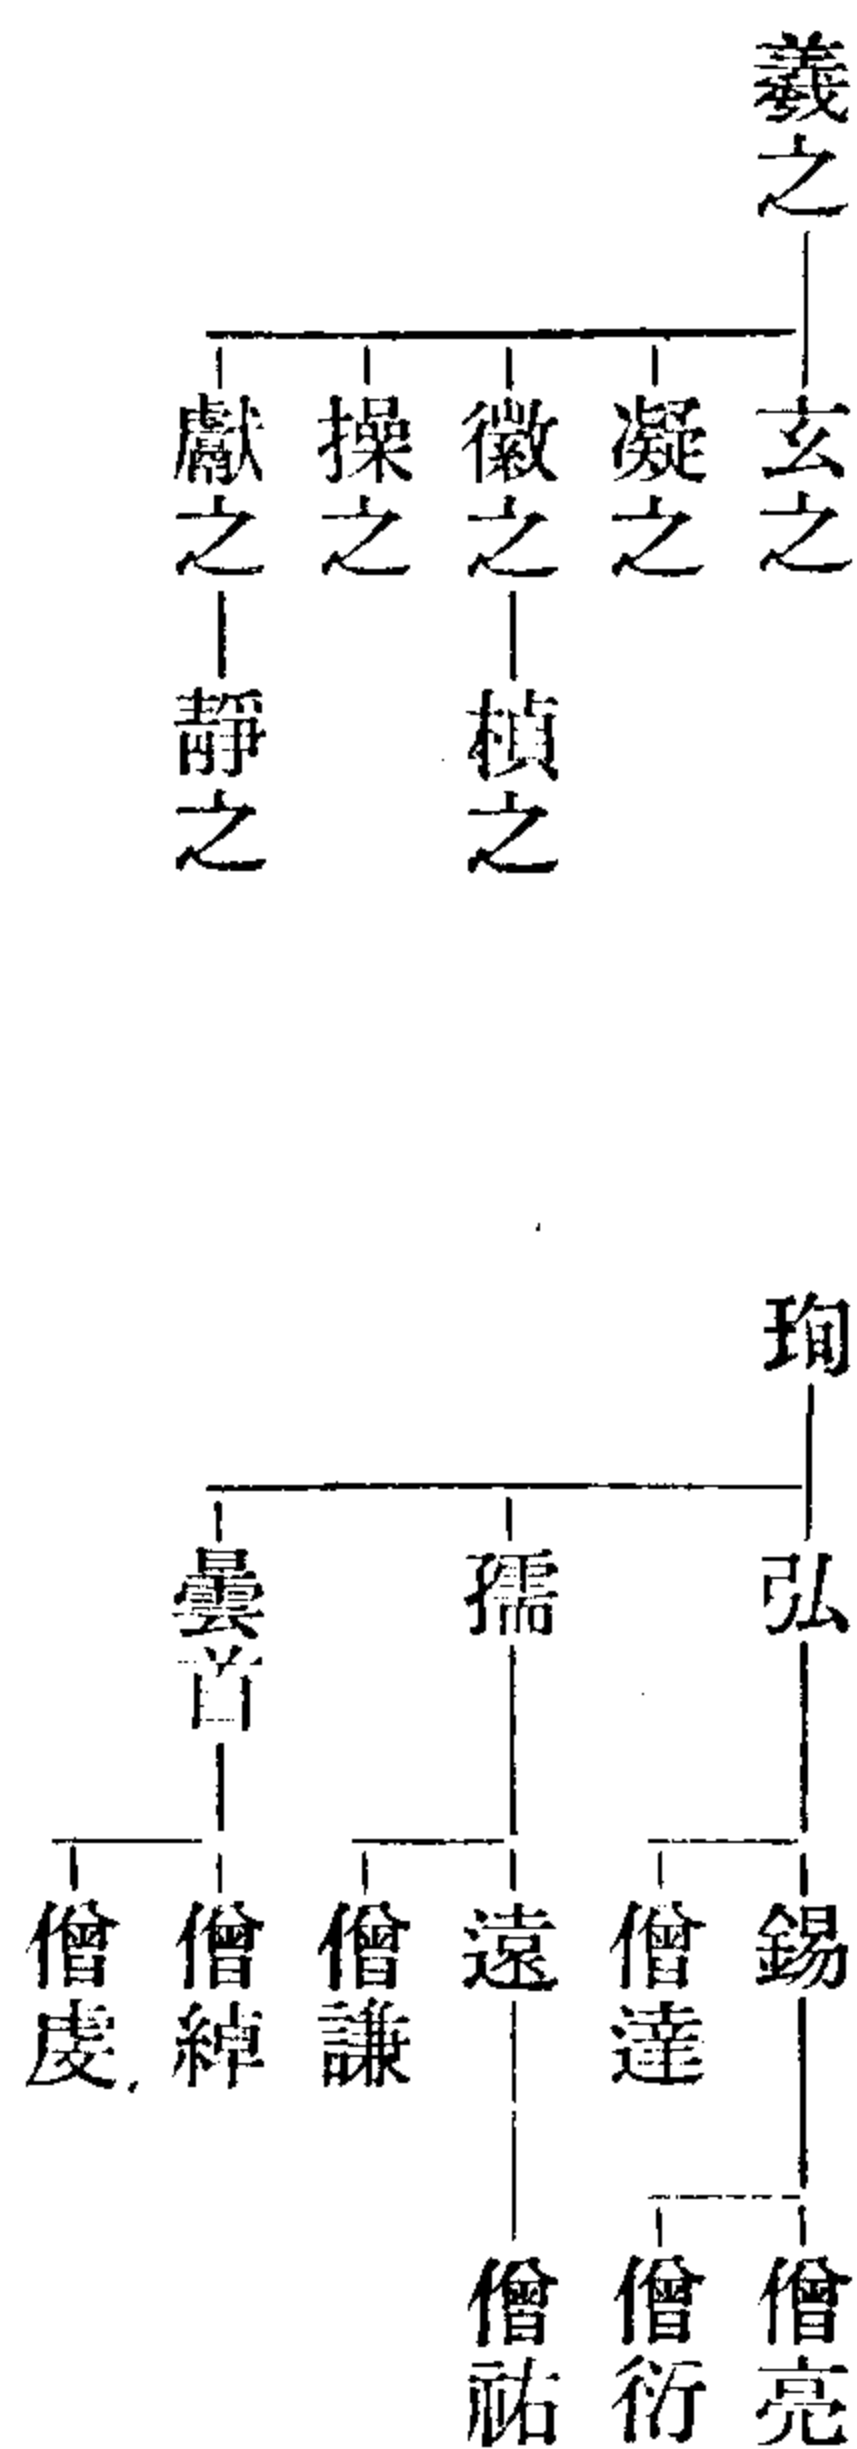 羲之
玄之
凝之
徽之
操之
獻之
楨之
靜之
珣
弘
孺
曇首
錫
僧達
遠
僧謙
僧綽
僧虔
僧亮
僧衍
僧祐